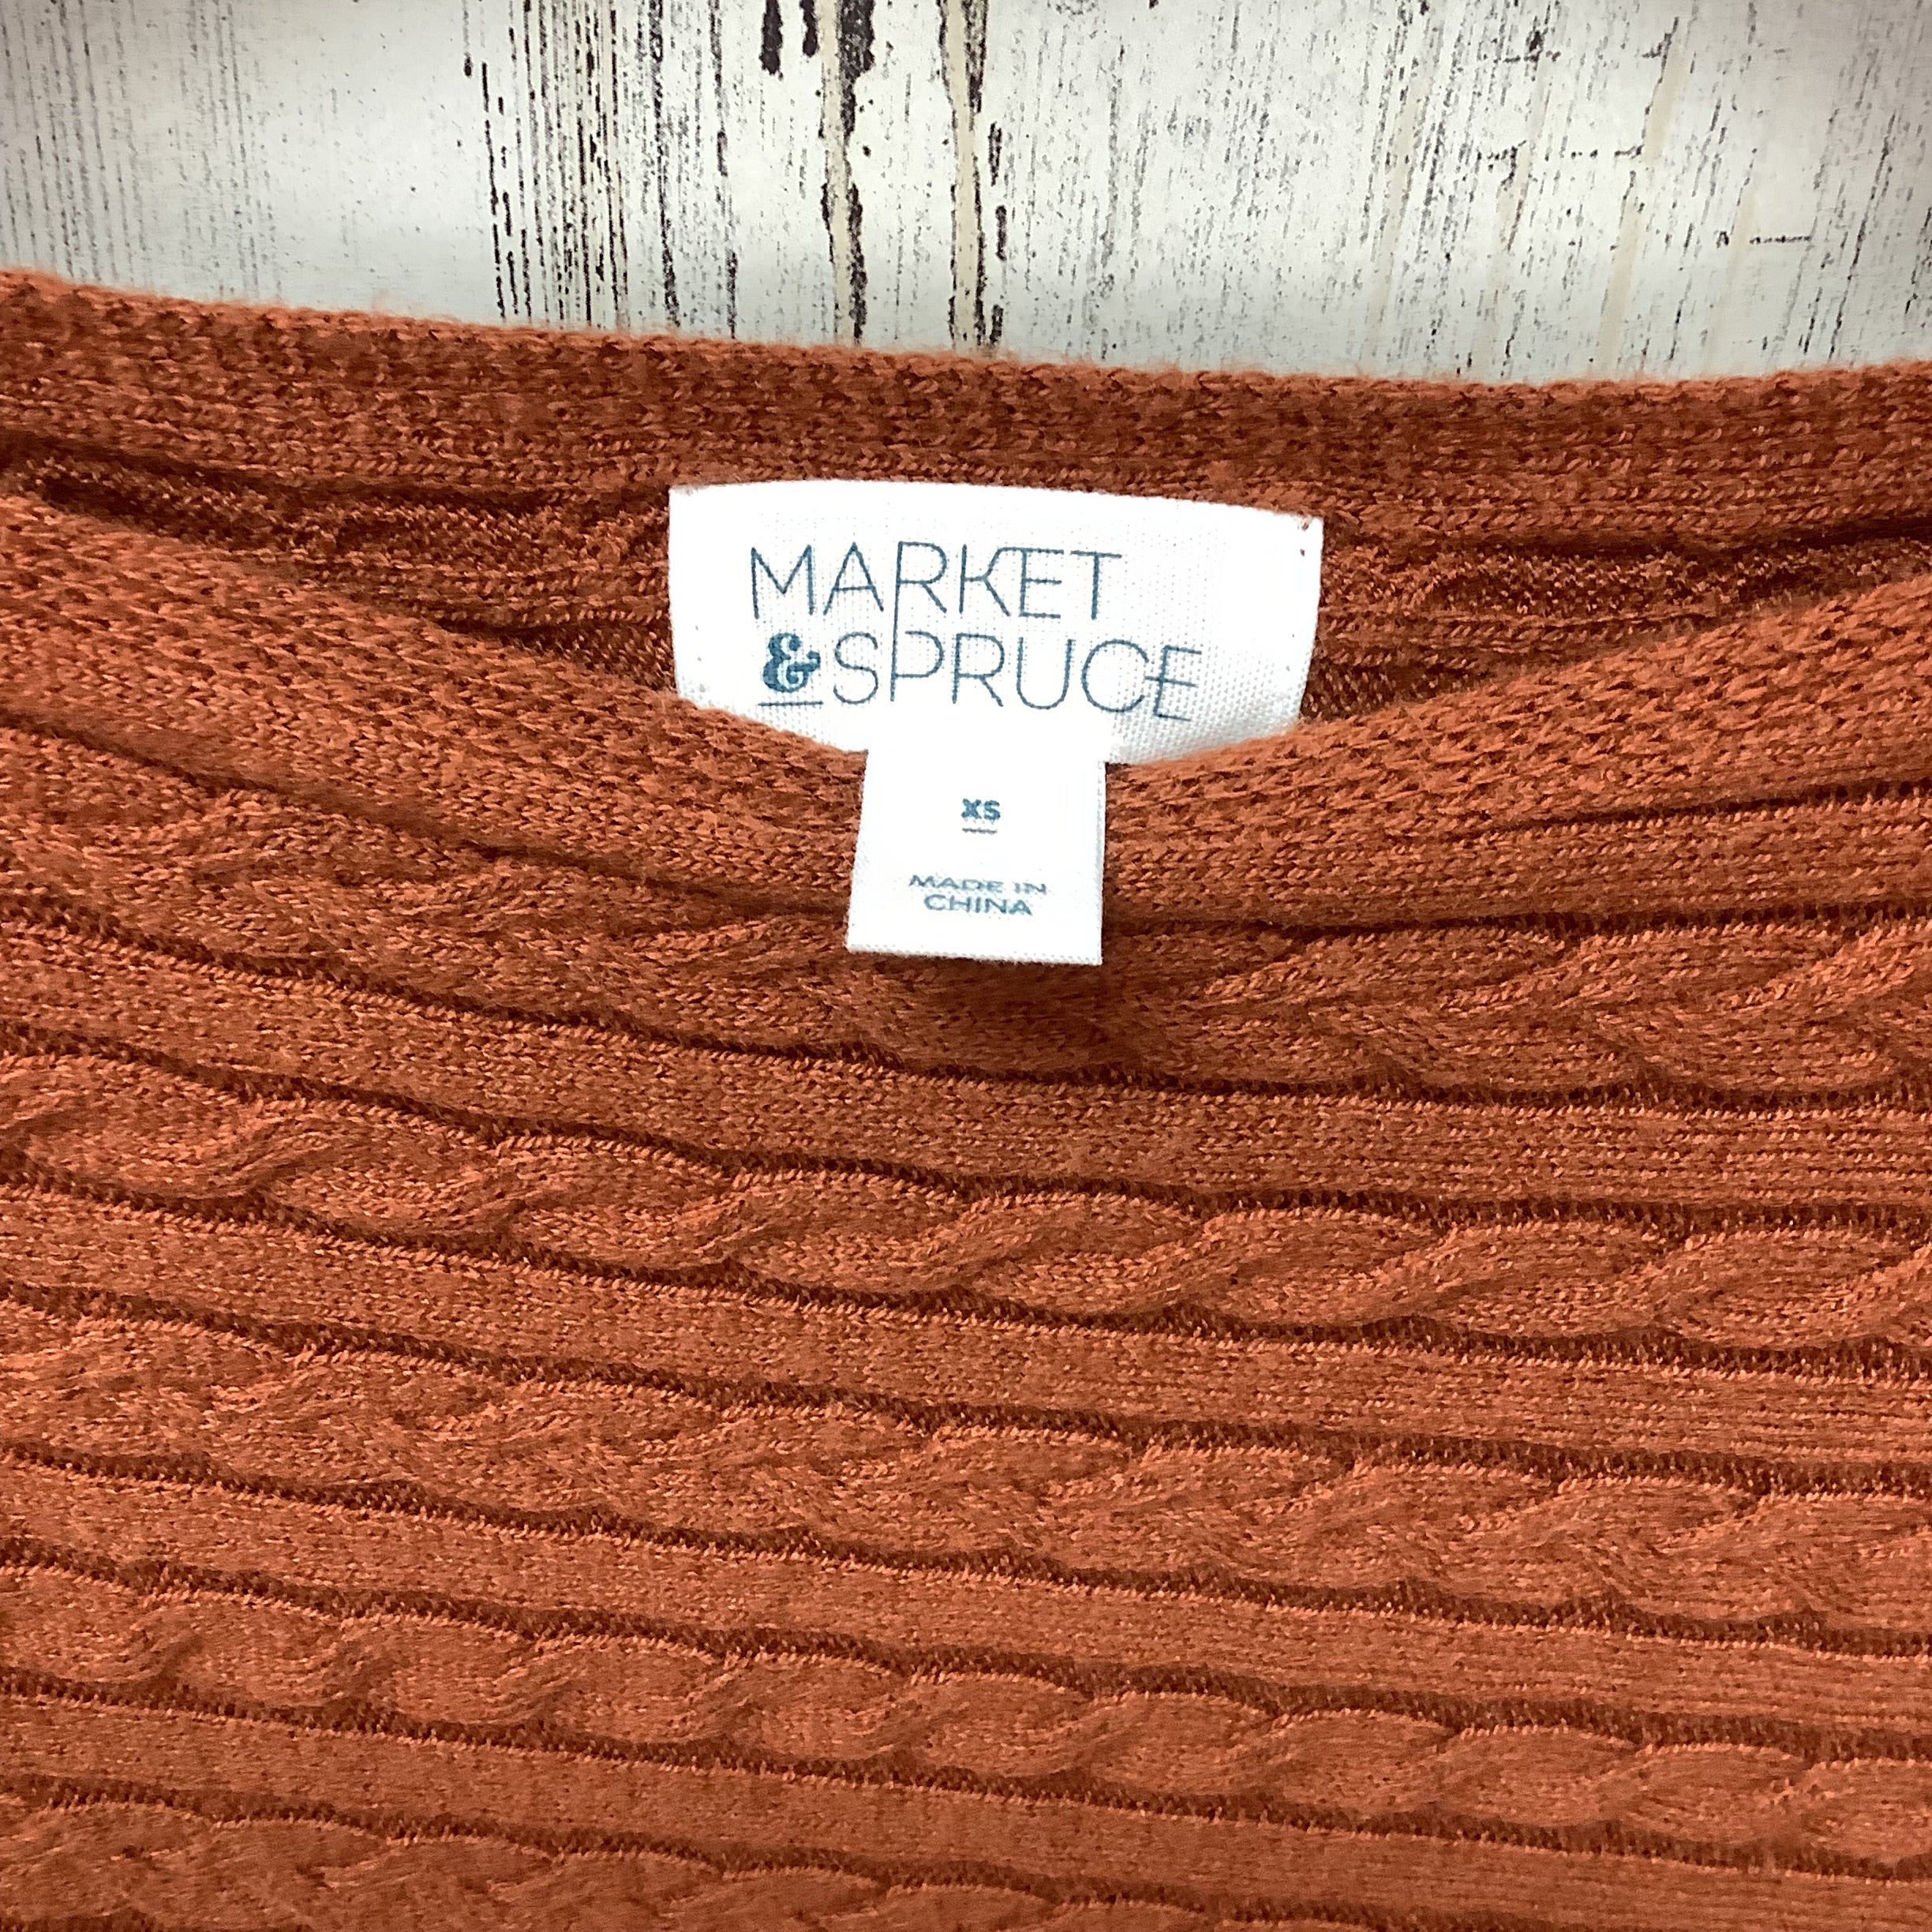 MARKET
& SPRUCE
XS
MADE IN
CHINA